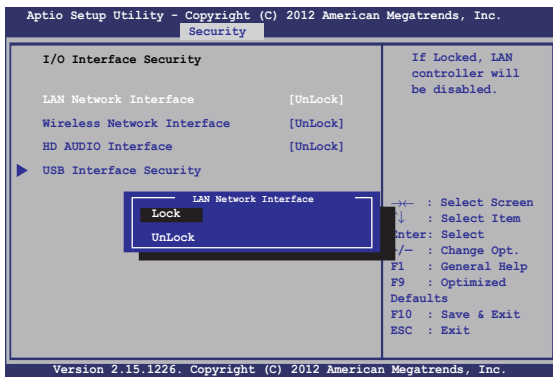 Aptio Setup Utility - Copyright (C) 2012 American Megatrends, Inc.
Security
I/O Interface Security
LAN Network Interface [UnLock]
Wireless Network Interface [UnLock]
HD AUDIO Interface [UnLock]
USB Interface Security
LAN Network Interface
Lock
UnLock
If Locked, LAN
controller will
be disabled.
→← : Select Screen
↓ : Select Item
nter: Select
/— : Change Opt.
F1 : General Help
F9 : Optimized
Defaults
F10 : Save & Exit
ESC : Exit
Version 2.15.1226. Copyright (C) 2012 American Megatrends, Inc.